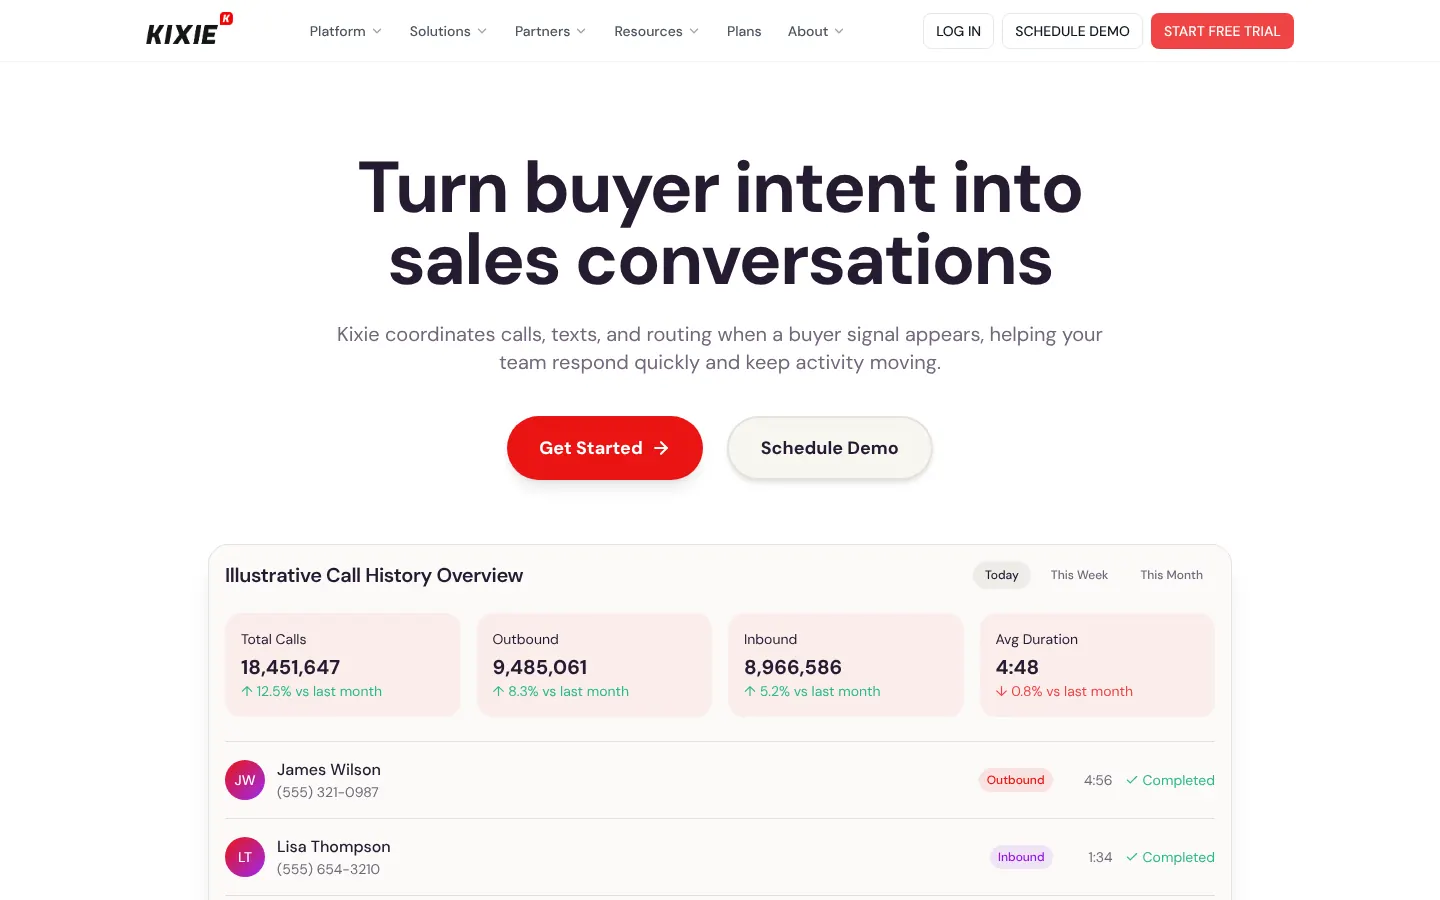 KIXIE K
Platform
Solutions
Partners
Resources
Plans
About
LOG IN
SCHEDULE DEMO
START FREE TRIAL
Turn buyer intent into
sales conversations
Kixie coordinates calls, texts, and routing when a buyer signal appears, helping your
team respond quickly and keep activity moving.
Get Started →
Schedule Demo
Illustrative Call History Overview
Today
This Week
This Month
Total Calls
18,451,647
↑ 12.5% vs last month
Outbound
9,485,061
↑ 8.3% vs last month
Inbound
8,966,586
↑ 5.2% vs last month
Avg Duration
4:48
↓ 0.8% vs last month
JW
James Wilson
(555) 321-0987
Outbound
4:56
✓ Completed
LT
Lisa Thompson
(555) 654-3210
Inbound
1:34
✓ Completed